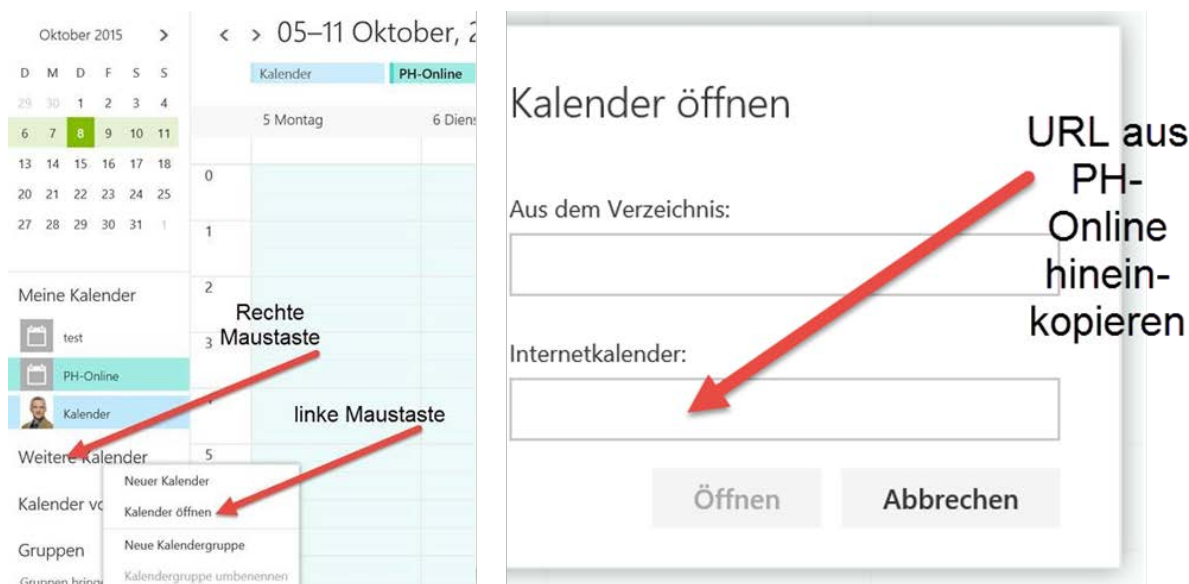 Oktober 2015 >
D M D F S S
29 30 1 2 3 4
6 7 8 9 10 11
13 14 15 16 17 18
20 21 22 23 24 25
27 28 29 30 31 1
Meine Kalender
test
PH-Online
Kalender
Weitere Kalender
Kalender vo
Gruppen
Gruppen bringe
< > 05–11 Oktober, 2
Kalender PH-Online
5 Montag 6 Diens
0
1
2
3
5
Rechte
Maustaste
linke Maustaste
Neuer Kalender
Kalender öffnen
Neue Kalendergruppe
Kalendergruppe umbenennen
Kalender öffnen
Aus dem Verzeichnis:
Internetkalender:
Öffnen Abbrechen
URL aus
PH-
Online
hinein-
kopieren